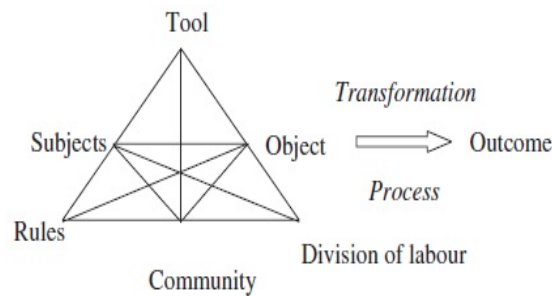 Tool
Transformation
Subjects
Object
Outcome
Process
Rules
Division of labour
Community